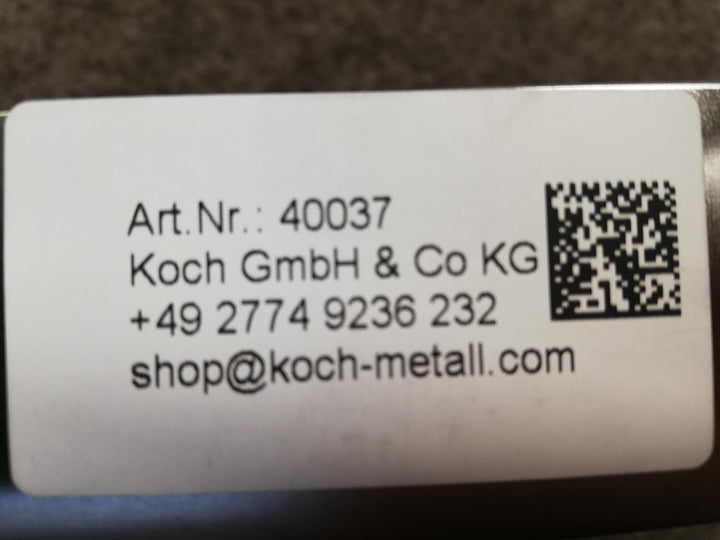 Art.Nr.: 40037
Koch GmbH & Co KG
+49 2774 9236 232
shop@koch-metall.com